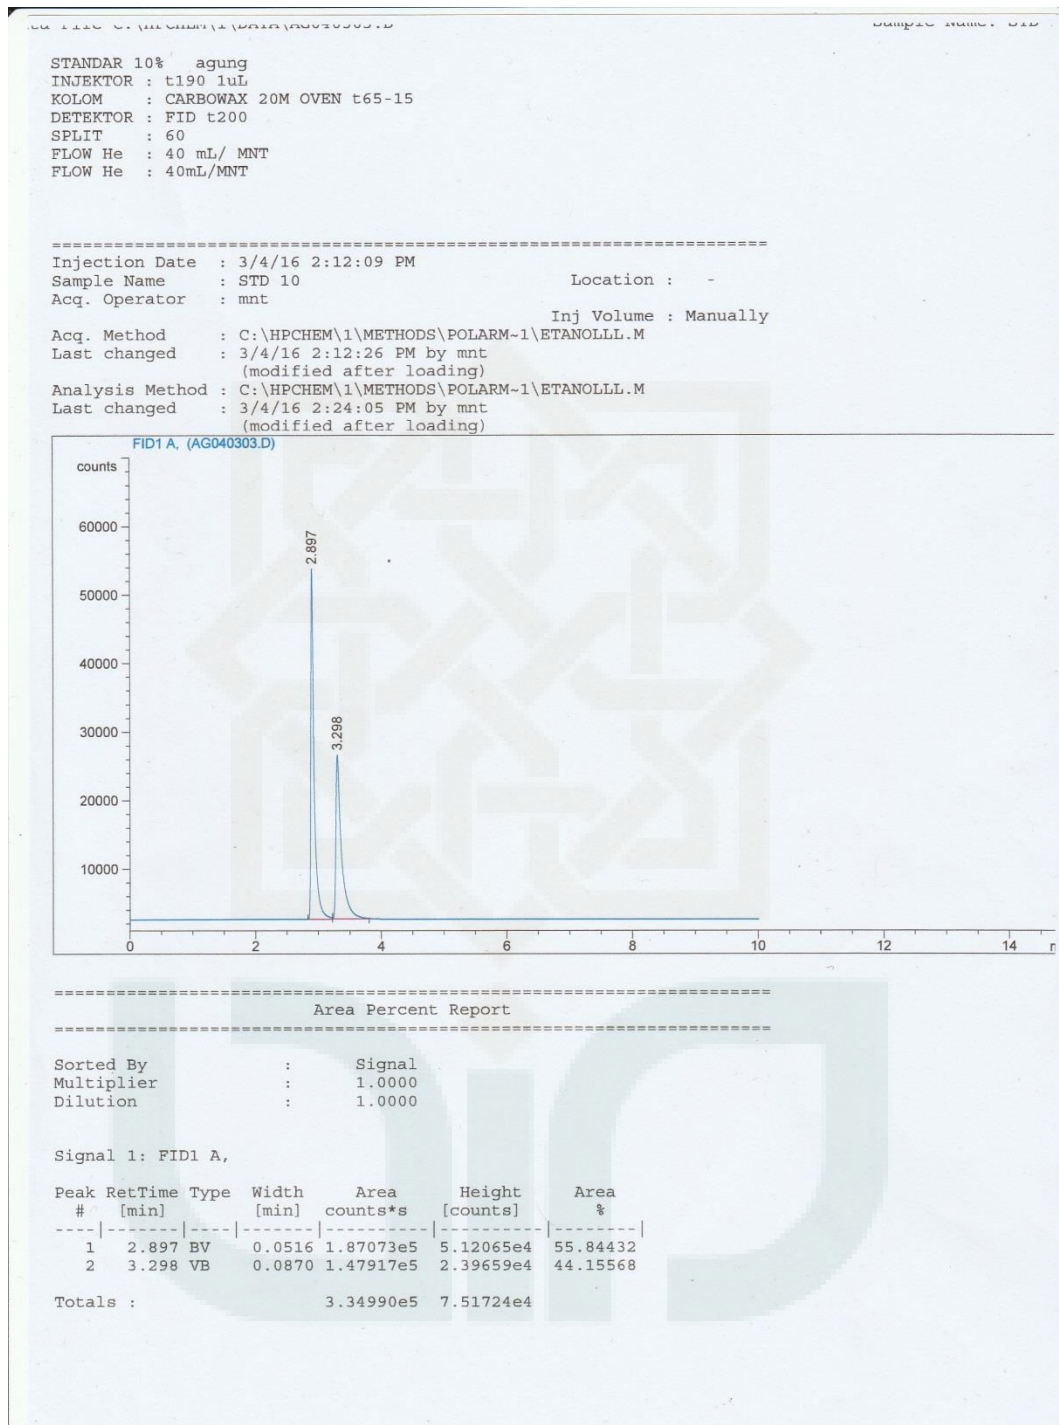 STANDAR 10%   agung
INJEKTOR : t190 1uL
KOLOM    : CARBOWAX 20M OVEN t65-15
DETEKTOR : FID t200
SPLIT    : 60
FLOW He  : 40 mL/ MNT
FLOW He  : 40mL/MNT
=====================================================================
Injection Date  : 3/4/16 2:12:09 PM
Sample Name     : STD 10                          Location :   -
Acq. Operator   : mnt
Inj Volume : Manually
Acq. Method     : C:\HPCHEM\1\METHODS\POLARM~1\ETANOLLL.M
Last changed    : 3/4/16 2:12:26 PM by mnt
(modified after loading)
Analysis Method : C:\HPCHEM\1\METHODS\POLARM~1\ETANOLLL.M
Last changed    : 3/4/16 2:24:05 PM by mnt
(modified after loading)
FID1 A, (AG040303.D)
counts
60000
2.897
50000
40000
3.298
30000
20000
10000
0 2 4 6 8 10 12 14
=====================================================================
Area Percent Report
=====================================================================
Sorted By             :      Signal
Multiplier            :      1.0000
Dilution              :      1.0000
Signal 1: FID1 A,
Peak RetTime Type  Width     Area      Height     Area
#   [min]        [min]  counts*s   [counts]      %
----|-------|----|-------|----------|----------|--------|
1   2.897 BV    0.0516 1.87073e5  5.12065e4  55.84432
2   3.298 VB    0.0870 1.47917e5  2.39659e4  44.15568
Totals :                  3.34990e5  7.51724e4